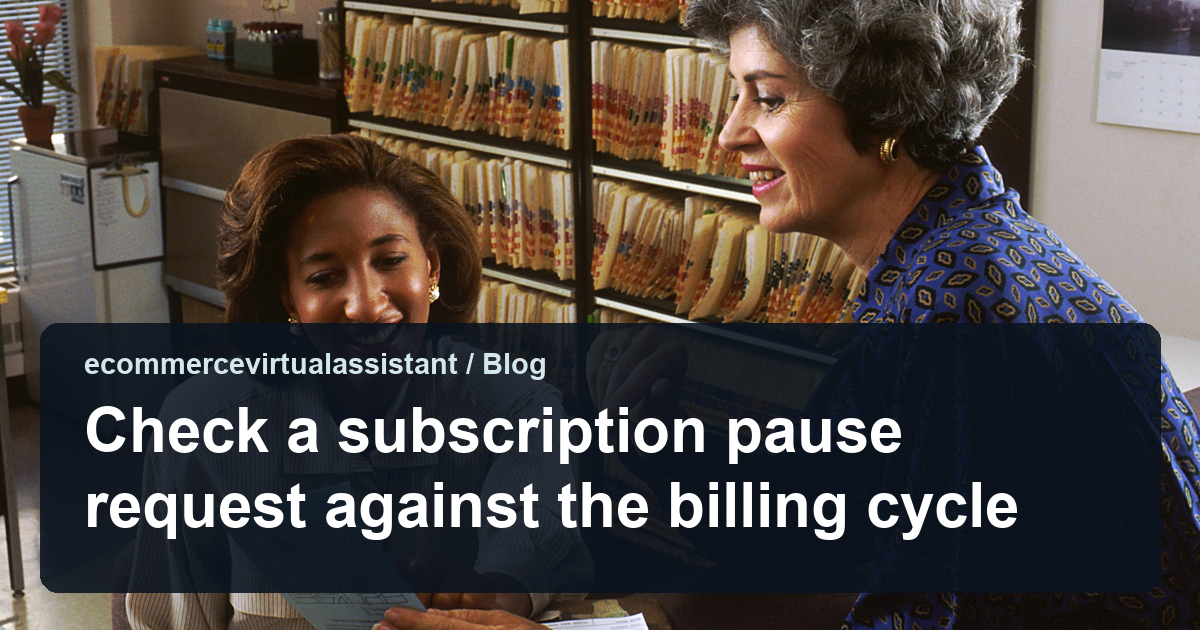 ecommercevirtualassistant / Blog
Check a subscription pause
request against the billing cycle